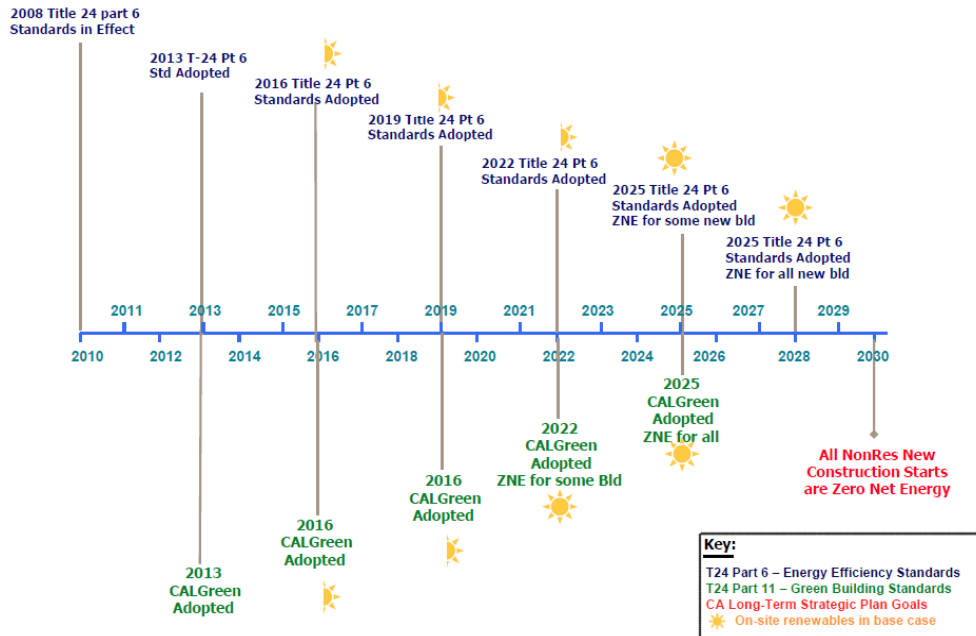 2008 Title 24 part 6
Standards in Effect
2013 T-24 Pt 6
Std Adopted
2016 Title 24 Pt 6
Standards Adopted
2019 Title 24 Pt 6
Standards Adopted
2022 Title 24 Pt 6
Standards Adopted
2025 Title 24 Pt 6
Standards Adopted
ZNE for some new bld
2025 Title 24 Pt 6
Standards Adopted
ZNE for all new bld
2011 2013 2015 2017 2019 2021 2023 2025 2027 2029
2010 2012 2014 2016 2018 2020 2022 2024 2026 2028 2030
2025
CALGreen
Adopted
ZNE for all
2022
CALGreen
Adopted
ZNE for some Bld
2016
CALGreen
Adopted
2016
CALGreen
Adopted
2013
CALGreen
Adopted
All NonRes New
Construction Starts
are Zero Net Energy
Key:
T24 Part 6 – Energy Efficiency Standards
T24 Part 11 – Green Building Standards
CA Long-Term Strategic Plan Goals
On-site renewables in base case